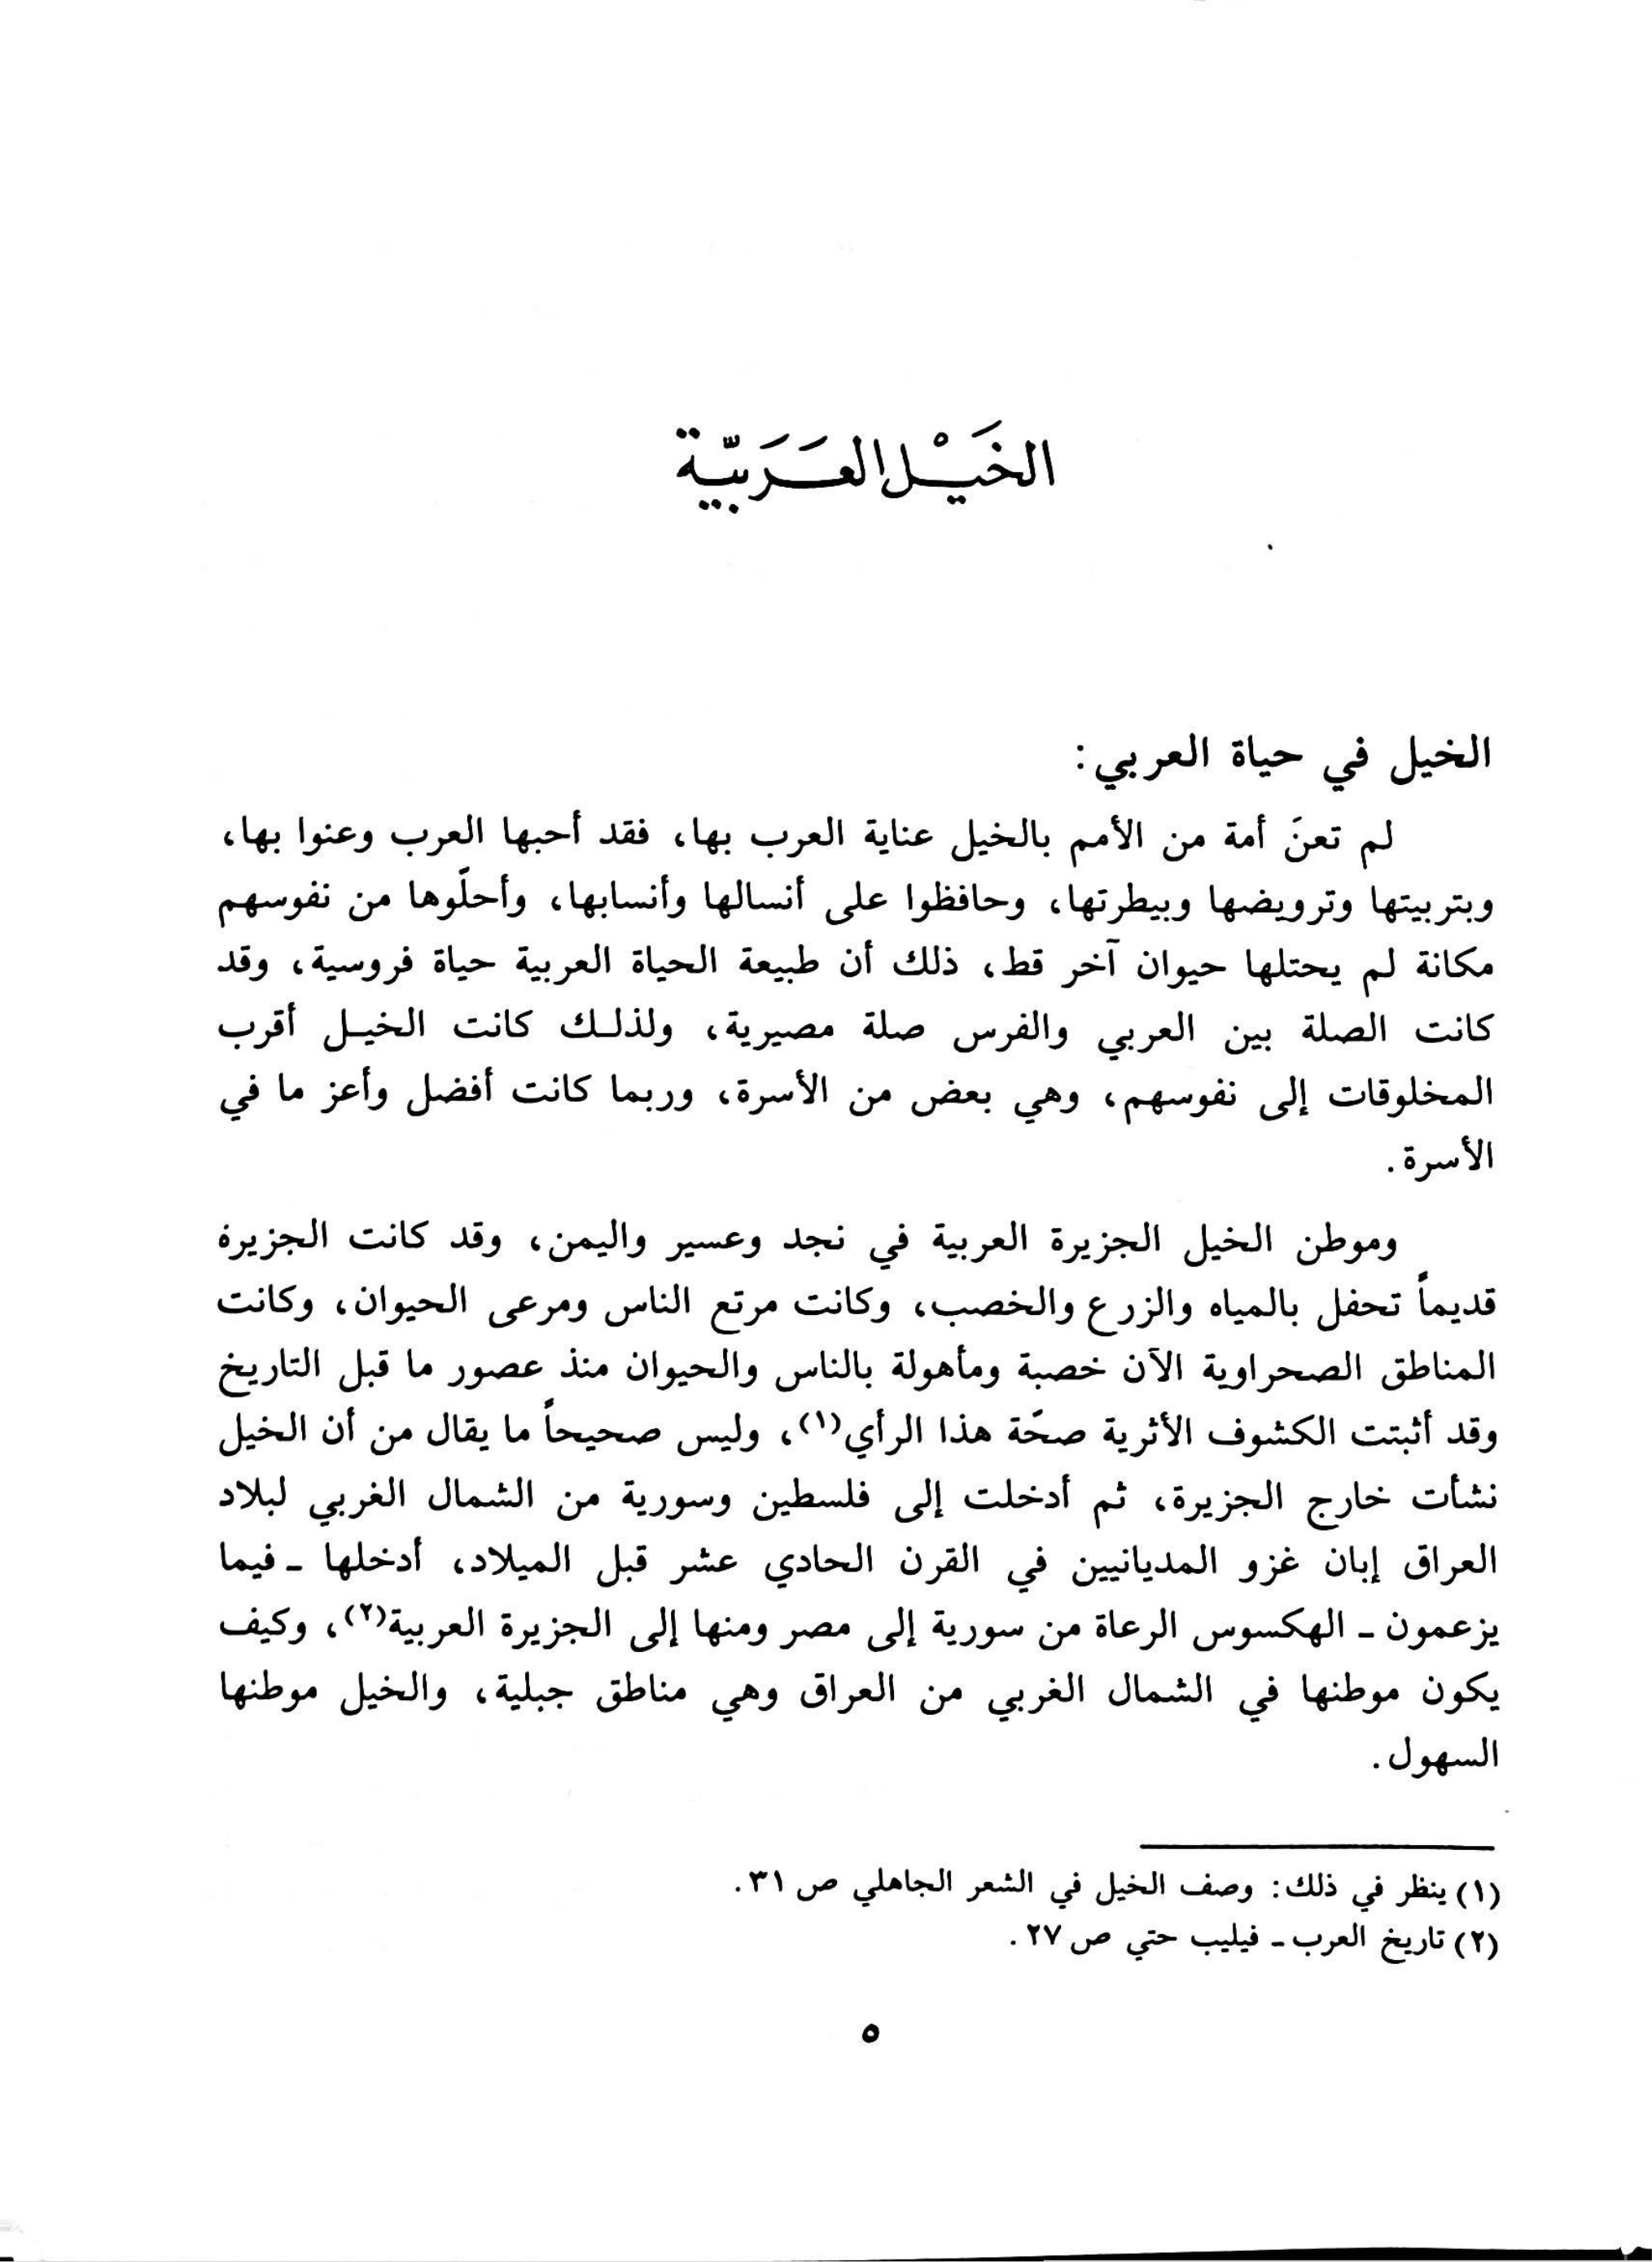 الخَيْل العَرَبيّة
الخيل في حياة العربي:
لم تعنَ أمة من الأمم بالخيل عناية العرب بها، فقد أحبها العرب وعنوا بها،
وبتربيتها وترويضها وبيطرتها، وحافظوا على أنسالها وأنسابها، وأحلّوها من نفوسهم
مكانة لم يحتلها حيوان آخر قط، ذلك أن طبيعة الحياة العربية حياة فروسية، وقد
كانت الصلة بين العربي والفرس صلة مصيرية، ولذلك كانت الخيل أقرب
المخلوقات إلى نفوسهم، وهي بعض من الأسرة، وربما كانت أفضل وأعز ما في
الأسرة.
وموطن الخيل الجزيرة العربية في نجد وعسير واليمن، وقد كانت الجزيرة
قديماً تحفل بالمياه والزرع والخصب، وكانت مرتع الناس ومرعى الحيوان، وكانت
المناطق الصحراوية الآن خصبة ومأهولة بالناس والحيوان منذ عصور ما قبل التاريخ
وقد أثبتت الكشوف الأثرية صحّة هذا الرأي(١)، وليس صحيحاً ما يقال من أن الخيل
نشأت خارج الجزيرة، ثم أدخلت إلى فلسطين وسورية من الشمال الغربي لبلاد
العراق إبان غزو المديانيين في القرن الحادي عشر قبل الميلاد، أدخلها ـ فيما
يزعمون ـ الهكسوس الرعاة من سورية إلى مصر ومنها إلى الجزيرة العربية(٢)، وكيف
يكون موطنها في الشمال الغربي من العراق وهي مناطق جبلية، والخيل موطنها
السهول.
(١) ينظر في ذلك: وصف الخيل في الشعر الجاهلي ص ٣١.
(٢) تاريخ العرب ـ فيليب حتي ص ٢٧.
٥